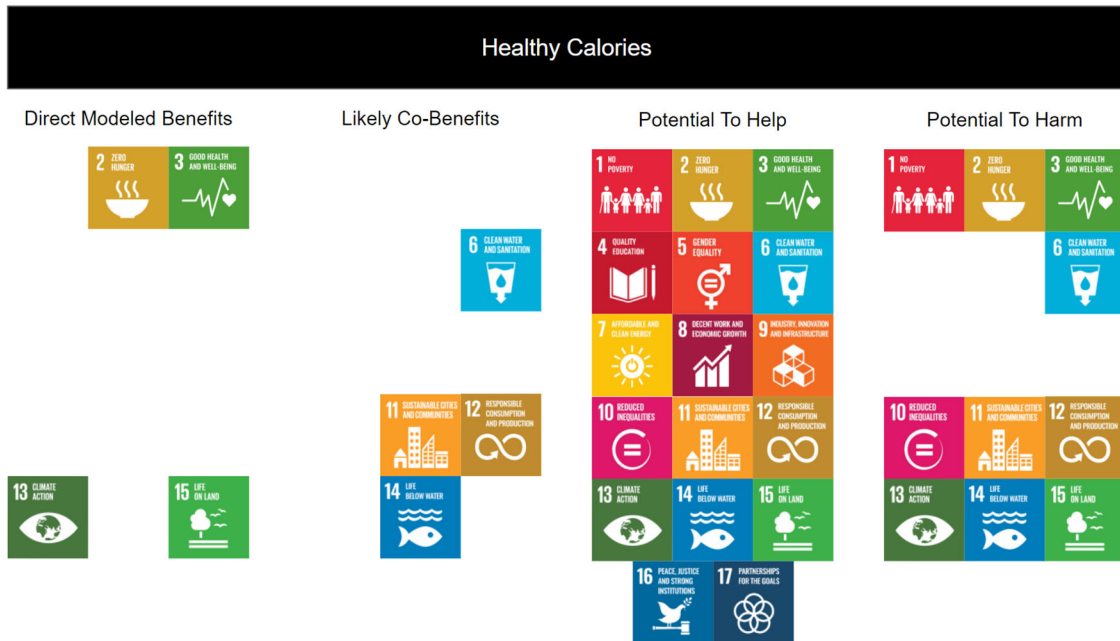 Healthy Calories
Direct Modeled Benefits
Likely Co-Benefits
Potential To Help
Potential To Harm
2 ZERO
HUNGER
3 GOOD HEALTH
AND WELL-BEING
13 CLIMATE
ACTION
15 LIFE
ON LAND
6 CLEAN WATER
AND SANITATION
11 SUSTAINABLE CITIES
AND COMMUNITIES
12 RESPONSIBLE
CONSUMPTION
AND PRODUCTION
14 LIFE
BELOW WATER
1 NO
POVERTY
2 ZERO
HUNGER
3 GOOD HEALTH
AND WELL-BEING
4 QUALITY
EDUCATION
5 GENDER
EQUALITY
6 CLEAN WATER
AND SANITATION
7 AFFORDABLE AND
CLEAN ENERGY
8 DECENT WORK AND
ECONOMIC GROWTH
9 INDUSTRY, INNOVATION
AND INFRASTRUCTURE
10 REDUCED
INEQUALITIES
11 SUSTAINABLE CITIES
AND COMMUNITIES
12 RESPONSIBLE
CONSUMPTION
AND PRODUCTION
13 CLIMATE
ACTION
14 LIFE
BELOW WATER
15 LIFE
ON LAND
16 PEACE, JUSTICE
AND STRONG
INSTITUTIONS
17 PARTNERSHIPS
FOR THE GOALS
1 NO
POVERTY
2 ZERO
HUNGER
3 GOOD HEALTH
AND WELL-BEING
6 CLEAN WATER
AND SANITATION
10 REDUCED
INEQUALITIES
11 SUSTAINABLE CITIES
AND COMMUNITIES
12 RESPONSIBLE
CONSUMPTION
AND PRODUCTION
13 CLIMATE
ACTION
14 LIFE
BELOW WATER
15 LIFE
ON LAND